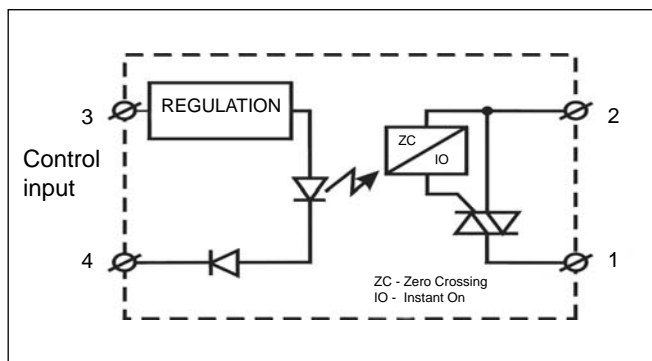 3
REGULATION
2
ZC
IO
Control
input
4
1
ZC - Zero Crossing
IO - Instant On